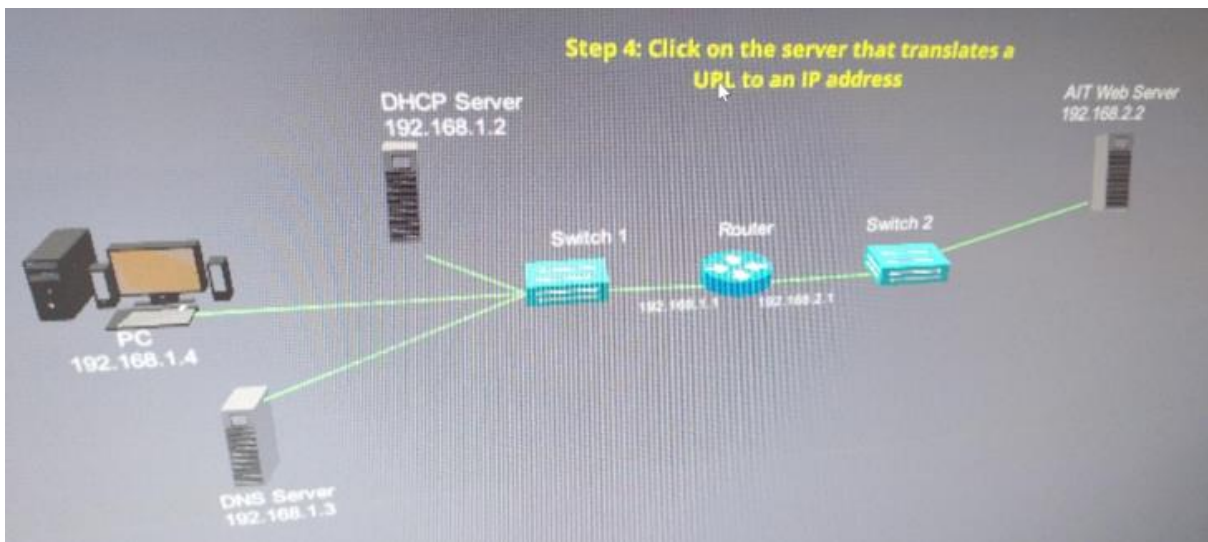 Step 4: Click on the server that translates a
URL to an IP address
DHCP Server
192.168.1.2
AIT Web Server
192.168.2.2
Switch 1
Router
Switch 2
192.168.1.1
192.168.2.1
PC
192.168.1.4
DNS Server
192.168.1.3